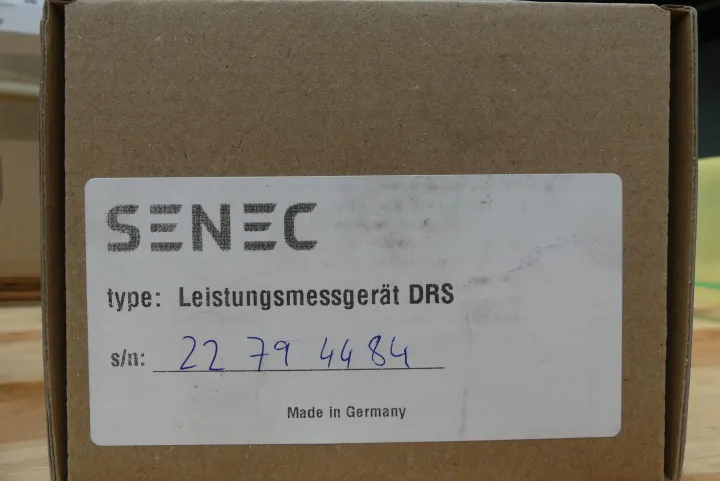 SENEC
type: Leistungsmessgerät DRS
s/n: 22 79 4484
Made in Germany